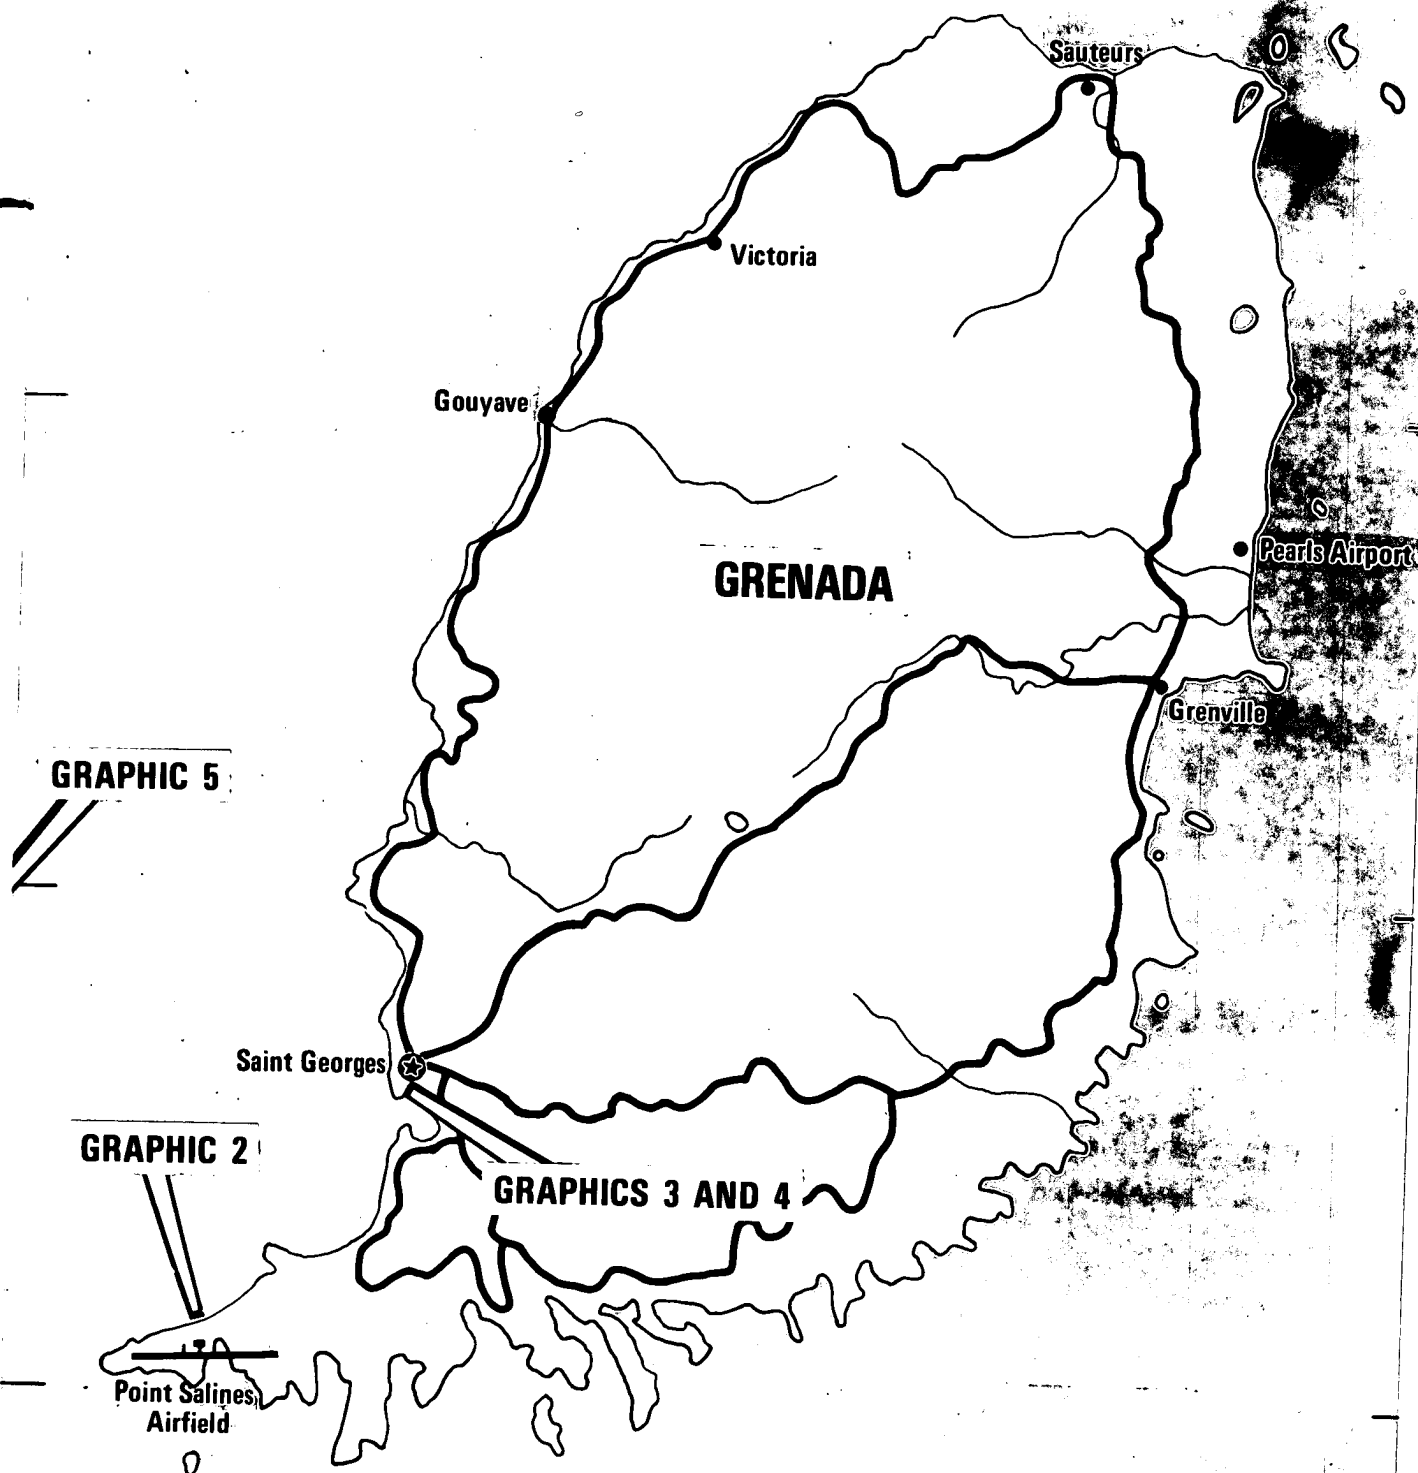 Sauteurs
Victoria
Gouyave
GRENADA
Pearls Airport
Grenville
GRAPHIC 5
Saint Georges
GRAPHIC 2
GRAPHICS 3 AND 4
Point Salines
Airfield